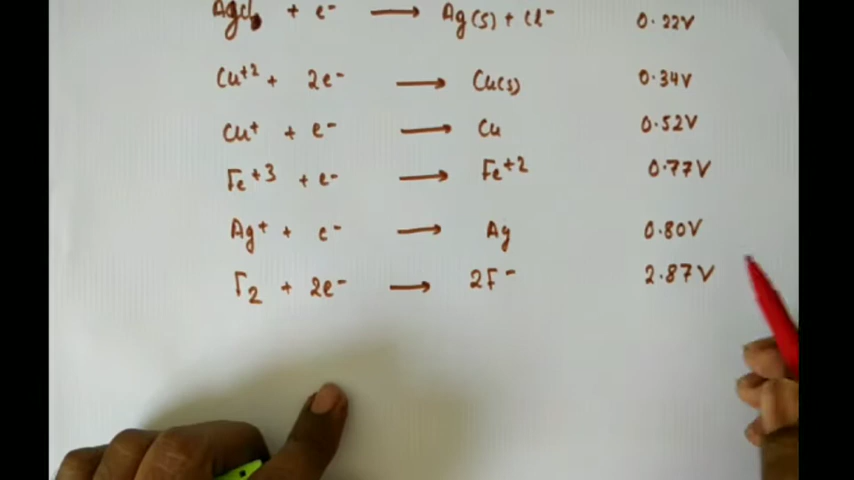 AgCl + e⁻ ⟶ Ag(s) + Cl⁻ 0.22V
Cu⁺² + 2e⁻ ⟶ Cu(s) 0.34V
Cu⁺ + e⁻ ⟶ Cu 0.52V
Fe⁺³ + e⁻ ⟶ Fe⁺² 0.77V
Ag⁺ + e⁻ ⟶ Ag 0.80V
F₂ + 2e⁻ ⟶ 2F⁻ 2.87V